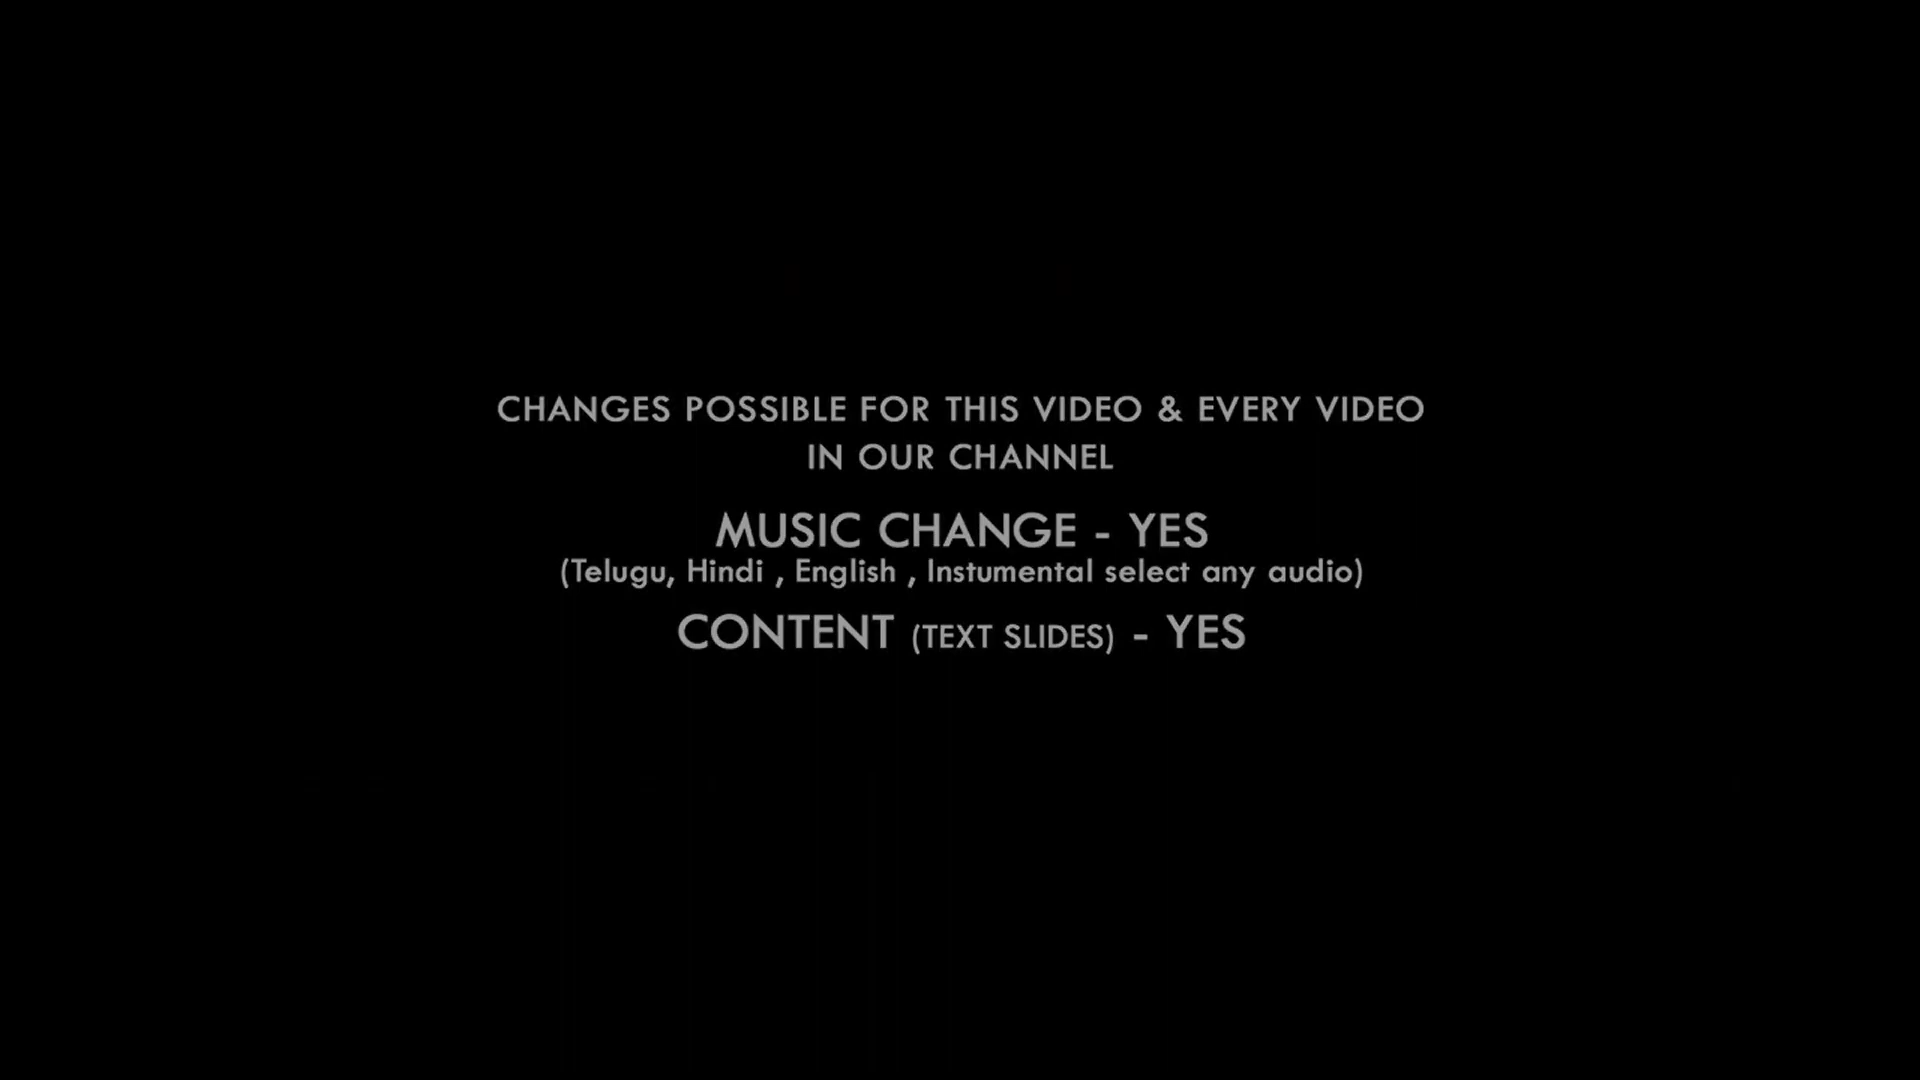 CHANGES POSSIBLE FOR THIS VIDEO & EVERY VIDEO
IN OUR CHANNEL
MUSIC CHANGE - YES
(Telugu, Hindi , English , Instumental select any audio)
CONTENT (TEXT SLIDES) - YES